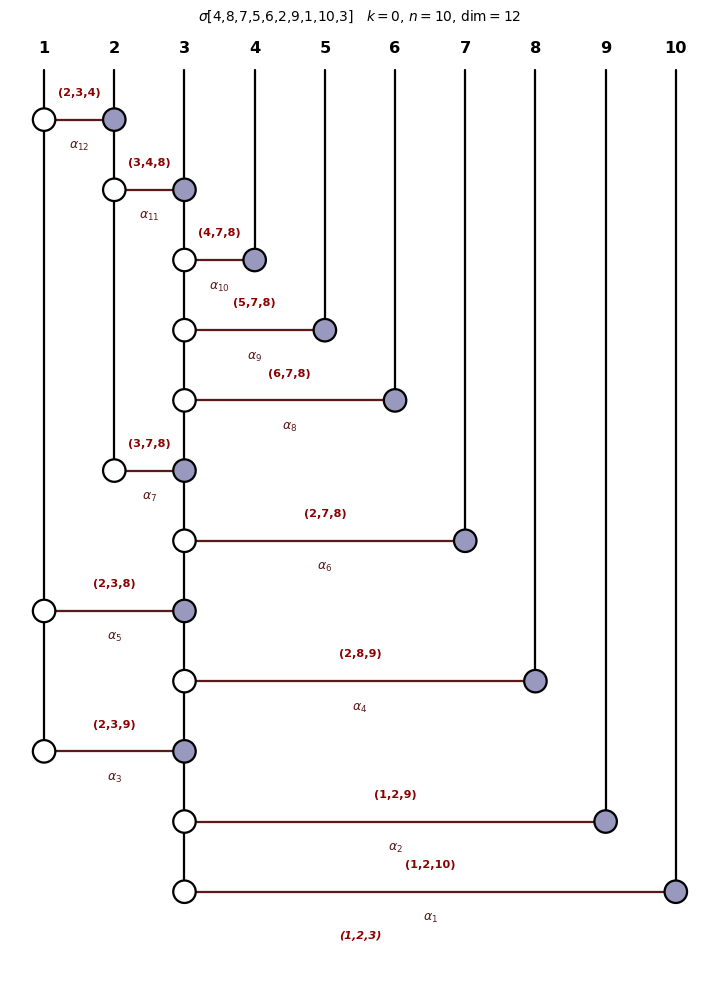 σ[4,8,7,5,6,2,9,1,10,3] k = 0, n = 10, dim = 12
1 2 3 4 5 6 7 8 9 10
(2,3,4)
α12
(3,4,8)
α11
(4,7,8)
α10
(5,7,8)
α9
(6,7,8)
α8
(3,7,8)
α7
(2,7,8)
α6
(2,3,8)
α5
(2,8,9)
α4
(2,3,9)
α3
(1,2,9)
α2
(1,2,10)
α1
(1,2,3)